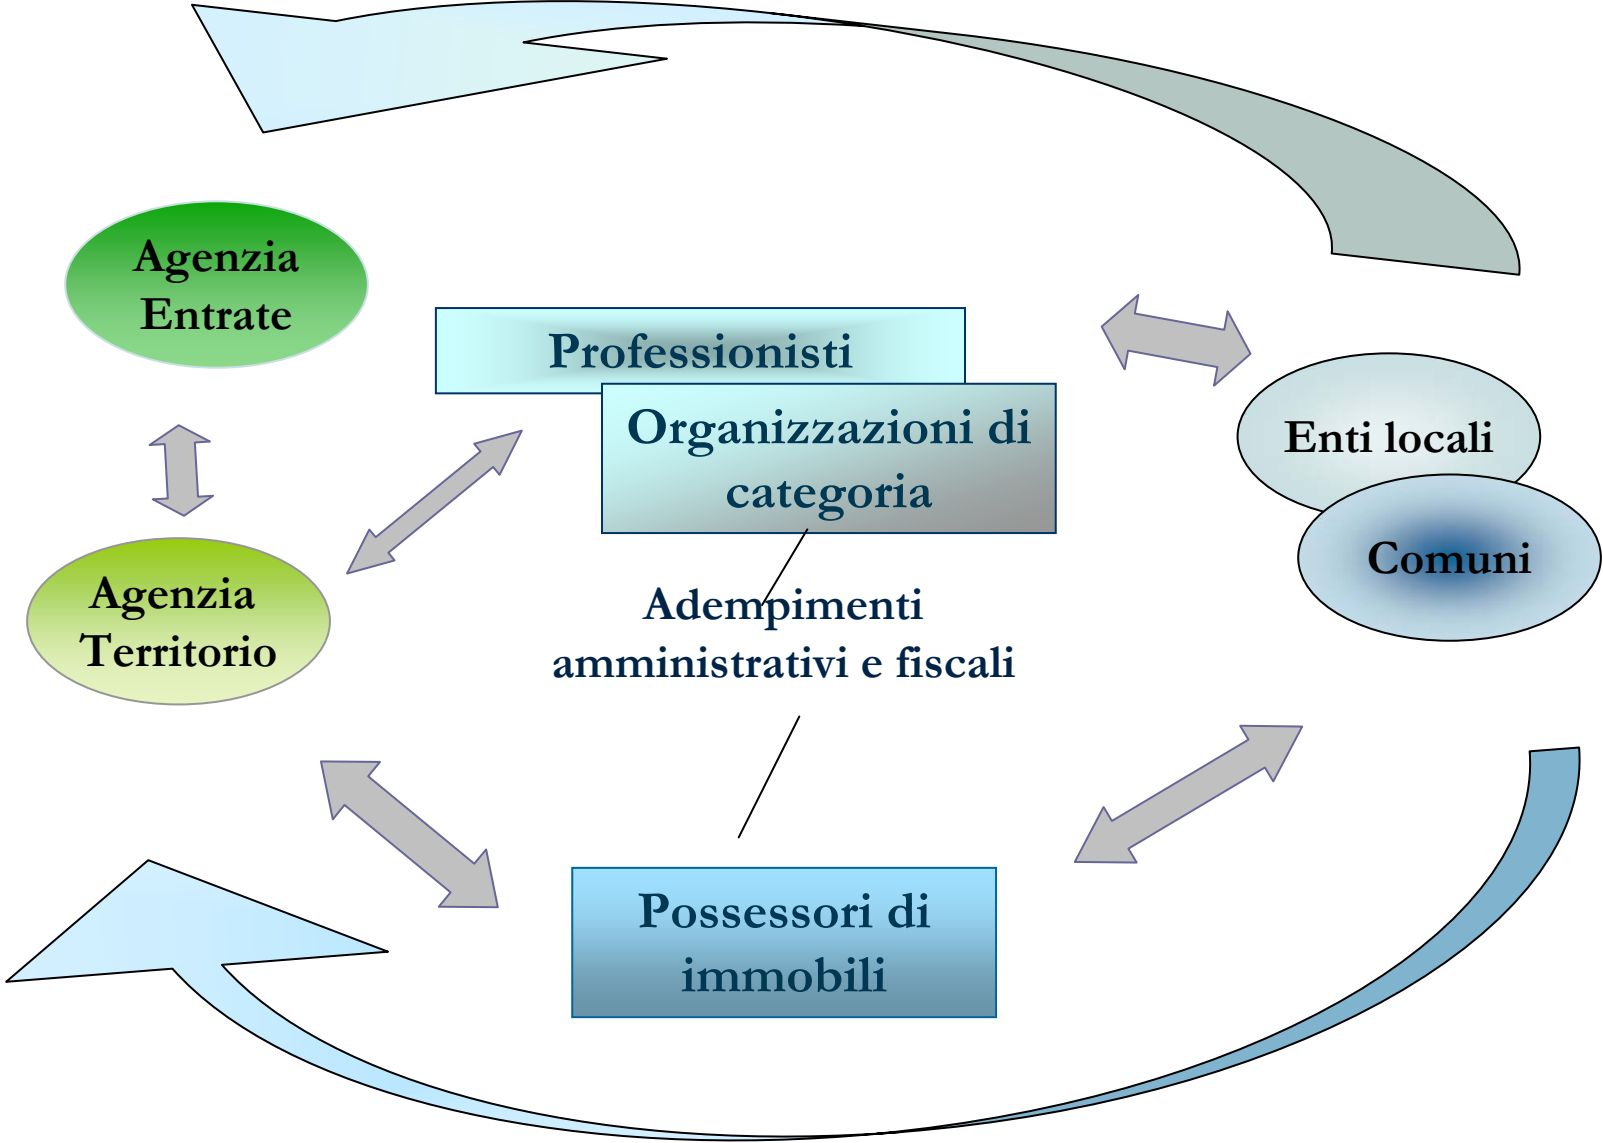 Agenzia
Entrate
Professionisti
Organizzazioni di
categoria
Enti locali
Comuni
Agenzia
Territorio
Adempimenti
amministrativi e fiscali
Possessori di
immobili